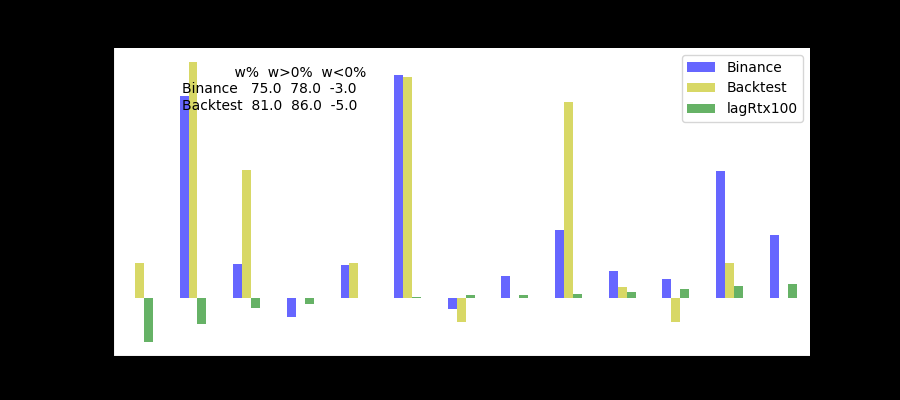 w% w>0% w<0%
Binance 75.0 78.0 -3.0
Backtest 81.0 86.0 -5.0
Binance
Backtest
lagRtx100